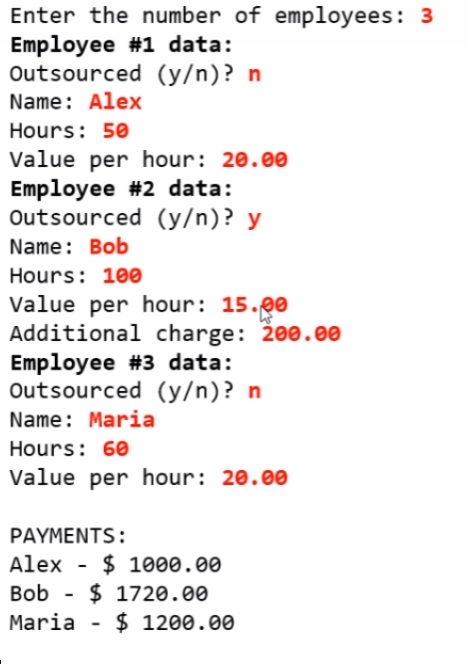 Enter the number of employees: 3
Employee #1 data:
Outsourced (y/n)? n
Name: Alex
Hours: 50
Value per hour: 20.00
Employee #2 data:
Outsourced (y/n)? y
Name: Bob
Hours: 100
Value per hour: 15.00
Additional charge: 200.00
Employee #3 data:
Outsourced (y/n)? n
Name: Maria
Hours: 60
Value per hour: 20.00
PAYMENTS:
Alex - $ 1000.00
Bob - $ 1720.00
Maria - $ 1200.00